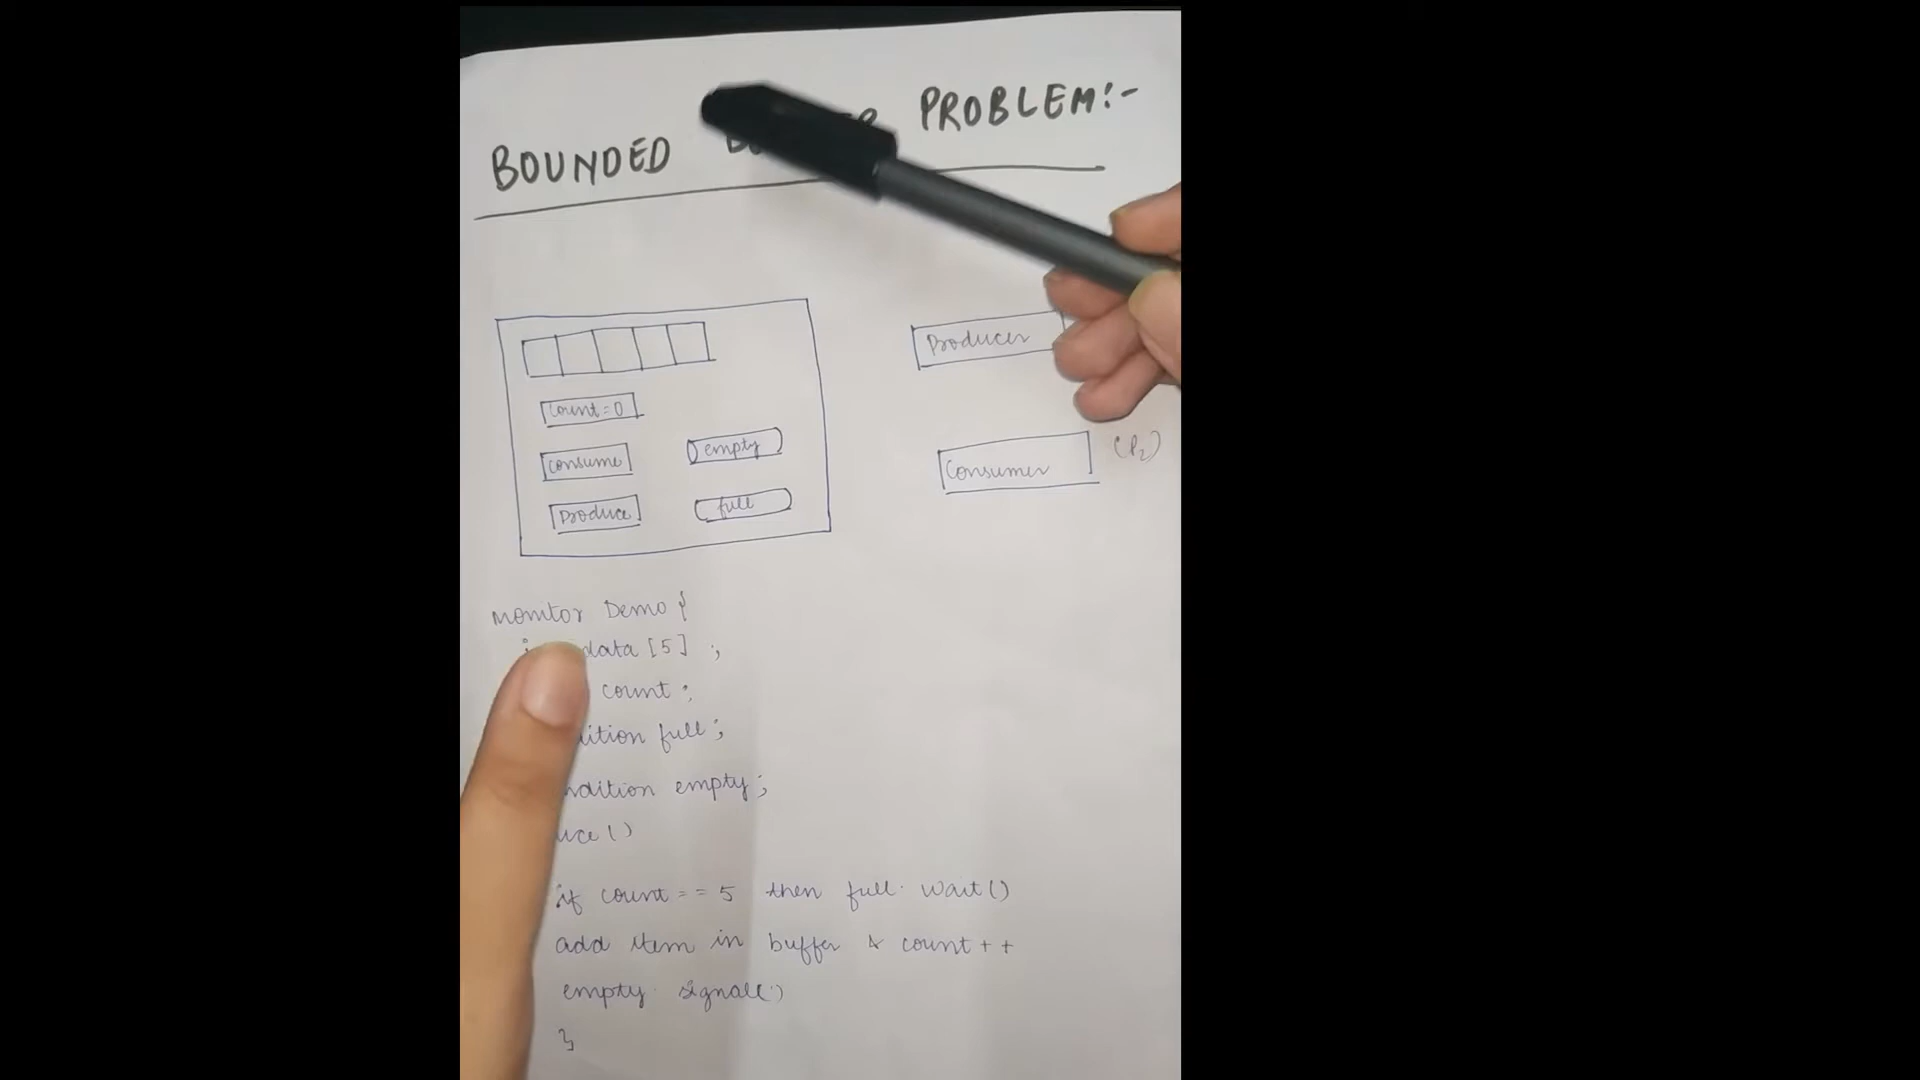 BOUNDED PROBLEM:-
Producer
count=0
empty
consume
Consumer (P2)
full
Produce
monitor Demo {
data [5] ;
count ;
full ;
empty ;
if count == 5 then full. wait()
add item in buffer & count++
empty. signal()
}